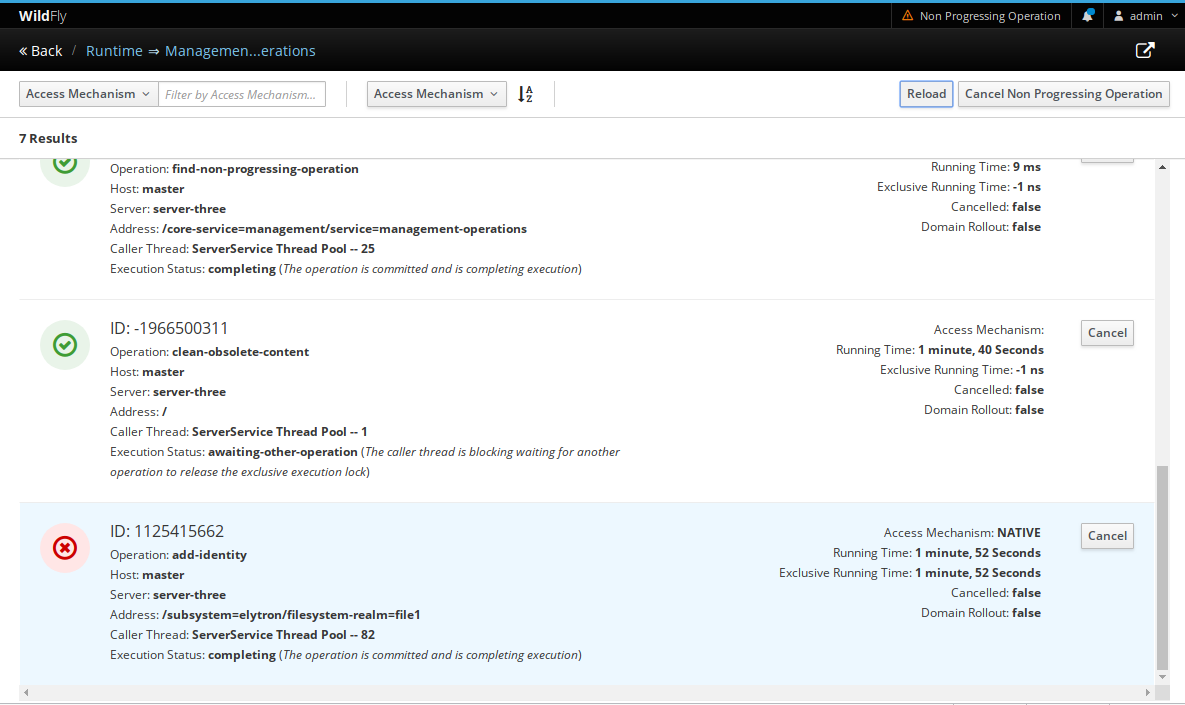 WildFly
Non Progressing Operation
admin
« Back / Runtime ⇒ Managemen...erations
Access Mechanism
Filter by Access Mechanism...
Access Mechanism
Reload
Cancel Non Progressing Operation
7 Results
Operation: find-non-progressing-operation
Host: master
Server: server-three
Address: /core-service=management/service=management-operations
Caller Thread: ServerService Thread Pool -- 25
Execution Status: completing (The operation is committed and is completing execution)
Running Time: 9 ms
Exclusive Running Time: -1 ns
Cancelled: false
Domain Rollout: false
ID: -1966500311
Operation: clean-obsolete-content
Host: master
Server: server-three
Address: /
Caller Thread: ServerService Thread Pool -- 1
Execution Status: awaiting-other-operation (The caller thread is blocking waiting for another
operation to release the exclusive execution lock)
Access Mechanism:
Running Time: 1 minute, 40 Seconds
Exclusive Running Time: -1 ns
Cancelled: false
Domain Rollout: false
Cancel
ID: 1125415662
Operation: add-identity
Host: master
Server: server-three
Address: /subsystem=elytron/filesystem-realm=file1
Caller Thread: ServerService Thread Pool -- 82
Execution Status: completing (The operation is committed and is completing execution)
Access Mechanism: NATIVE
Running Time: 1 minute, 52 Seconds
Exclusive Running Time: 1 minute, 52 Seconds
Cancelled: false
Domain Rollout: false
Cancel